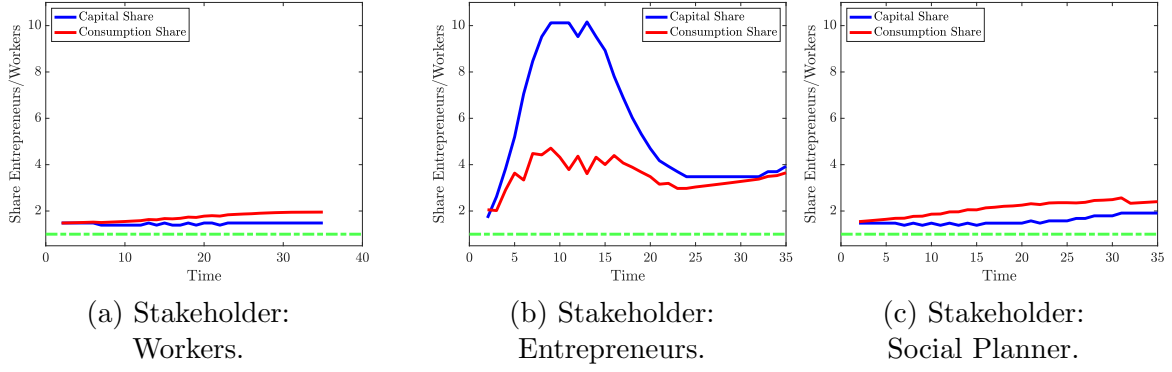 Share Entrepreneurs/Workers
10
8
6
4
2
Capital Share
Consumption Share
0 10 20 30 40
Time
(a) Stakeholder:
Workers.
Share Entrepreneurs/Workers
10
8
6
4
2
Capital Share
Consumption Share
0 5 10 15 20 25 30 35
Time
(b) Stakeholder:
Entrepreneurs.
Share Entrepreneurs/Workers
10
8
6
4
2
Capital Share
Consumption Share
0 5 10 15 20 25 30 35
Time
(c) Stakeholder:
Social Planner.